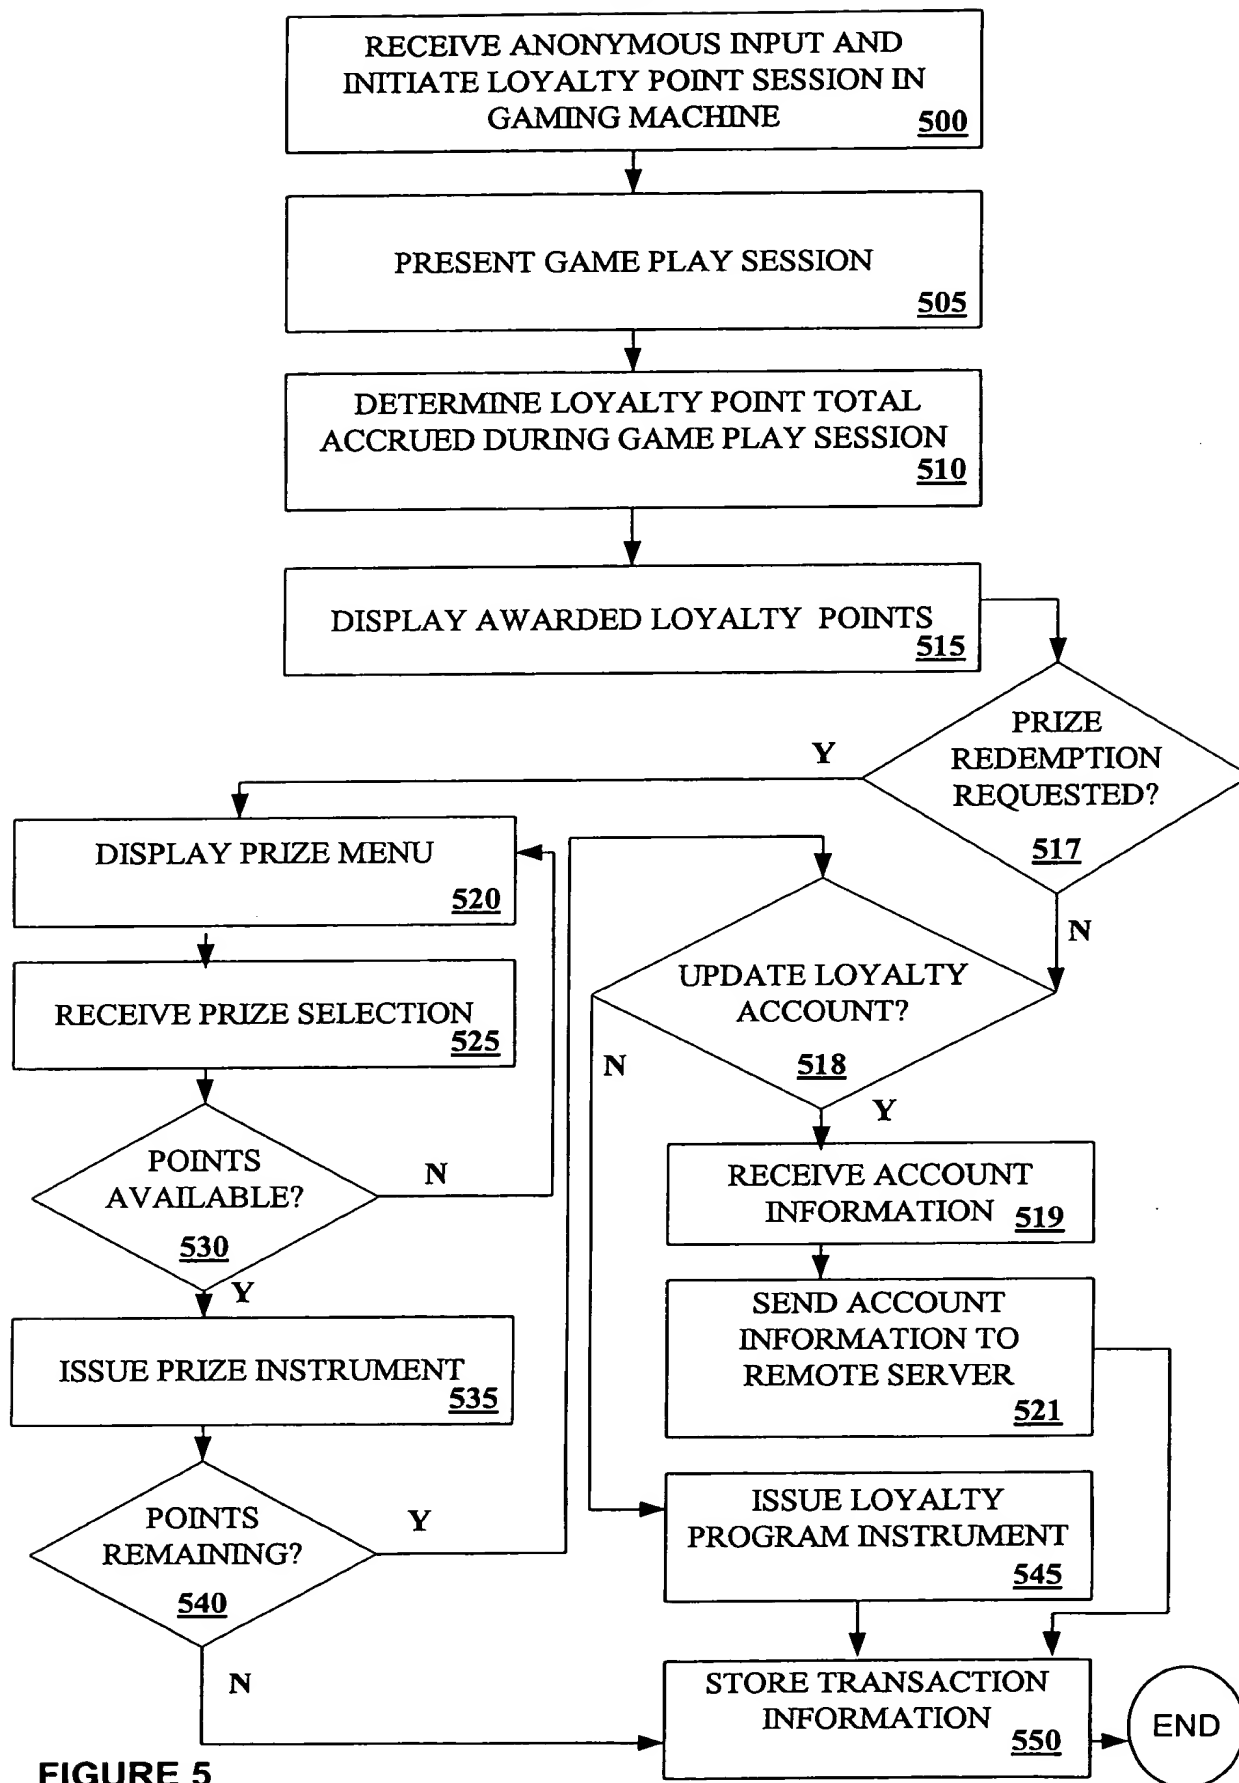 RECEIVE ANONYMOUS INPUT AND
INITIATE LOYALTY POINT SESSION IN
GAMING MACHINE 500
PRESENT GAME PLAY SESSION
505
DETERMINE LOYALTY POINT TOTAL
ACCRUED DURING GAME PLAY SESSION
510
DISPLAY AWARDED LOYALTY POINTS
515
PRIZE
REDEMPTION
REQUESTED?
517
Y
N
DISPLAY PRIZE MENU
520
RECEIVE PRIZE SELECTION
525
POINTS
AVAILABLE?
530
N
Y
ISSUE PRIZE INSTRUMENT
535
POINTS
REMAINING?
540
Y
N
UPDATE LOYALTY
ACCOUNT?
518
N
Y
RECEIVE ACCOUNT
INFORMATION 519
SEND ACCOUNT
INFORMATION TO
REMOTE SERVER
521
ISSUE LOYALTY
PROGRAM INSTRUMENT
545
STORE TRANSACTION
INFORMATION
550
END
FIGURE 5